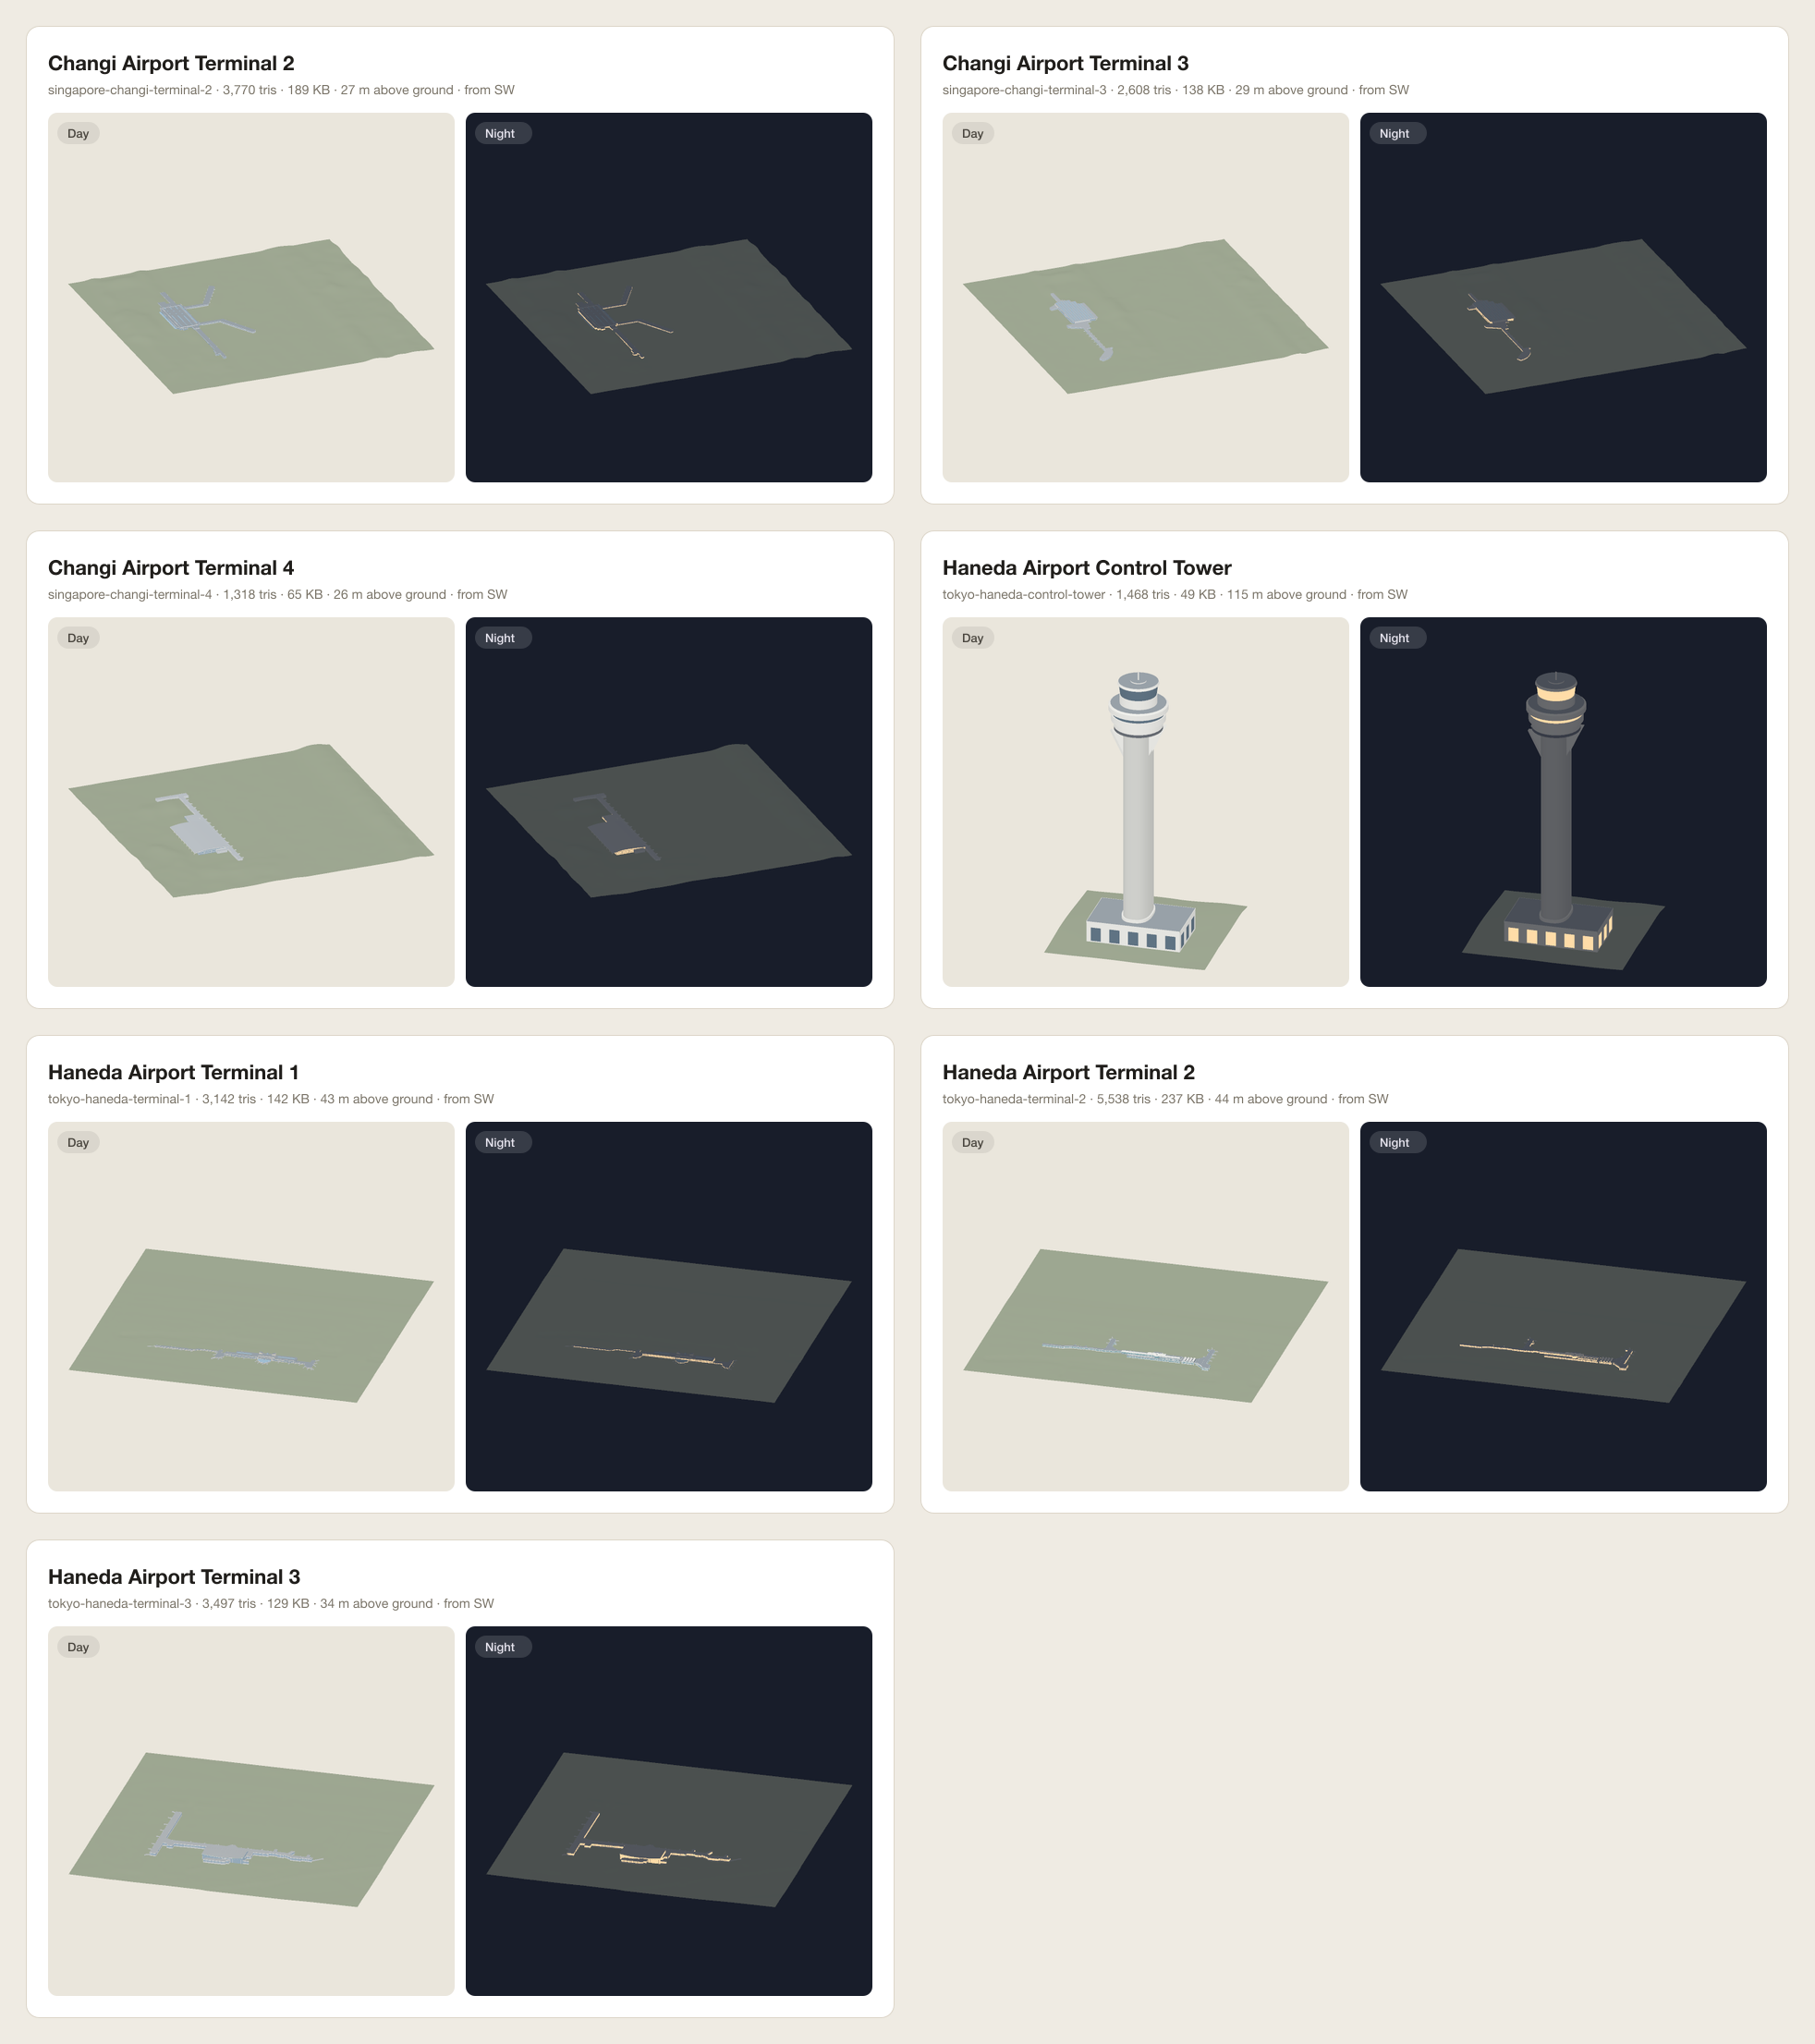 Changi Airport Terminal 2
singapore-changi-terminal-2 · 3,770 tris · 189 KB · 27 m above ground · from SW
Day
Night
Changi Airport Terminal 3
singapore-changi-terminal-3 · 2,608 tris · 138 KB · 29 m above ground · from SW
Day
Night
Changi Airport Terminal 4
singapore-changi-terminal-4 · 1,318 tris · 65 KB · 26 m above ground · from SW
Day
Night
Haneda Airport Control Tower
tokyo-haneda-control-tower · 1,468 tris · 49 KB · 115 m above ground · from SW
Day
Night
Haneda Airport Terminal 1
tokyo-haneda-terminal-1 · 3,142 tris · 142 KB · 43 m above ground · from SW
Day
Night
Haneda Airport Terminal 2
tokyo-haneda-terminal-2 · 5,538 tris · 237 KB · 44 m above ground · from SW
Day
Night
Haneda Airport Terminal 3
tokyo-haneda-terminal-3 · 3,497 tris · 129 KB · 34 m above ground · from SW
Day
Night